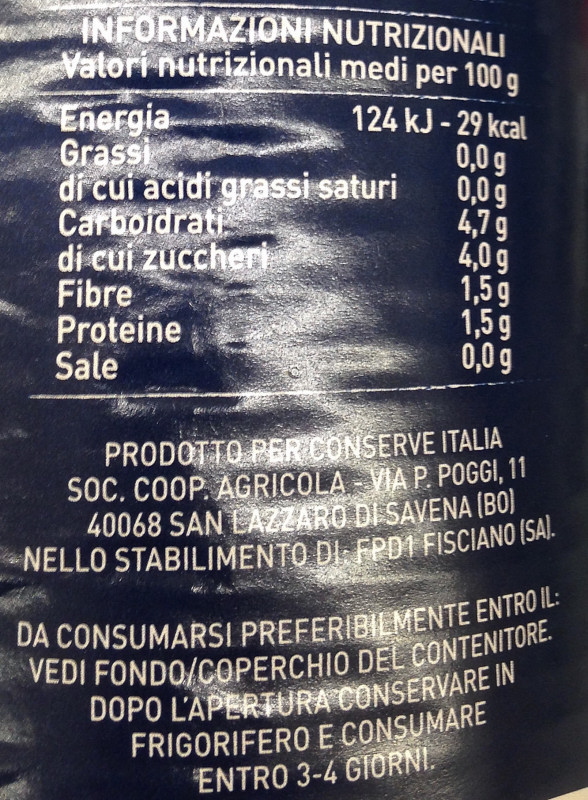 INFORMAZIONI NUTRIZIONALI
Valori nutrizionali medi per 100 g
Energia 124 kJ - 29 kcal
Grassi 0,0 g
di cui acidi grassi saturi 0,0 g
Carboidrati 4,7 g
di cui zuccheri 4,0 g
Fibre 1,5 g
Proteine 1,5 g
Sale 0,0 g
PRODOTTO PER CONSERVE ITALIA
SOC. COOP. AGRICOLA - VIA P. POGGI, 11
40068 SAN LAZZARO DI SAVENA (BO)
NELLO STABILIMENTO DI: FPD1 FISCIANO (SA).
DA CONSUMARSI PREFERIBILMENTE ENTRO IL:
VEDI FONDO/COPERCHIO DEL CONTENITORE.
DOPO L'APERTURA CONSERVARE IN
FRIGORIFERO E CONSUMARE
ENTRO 3-4 GIORNI.